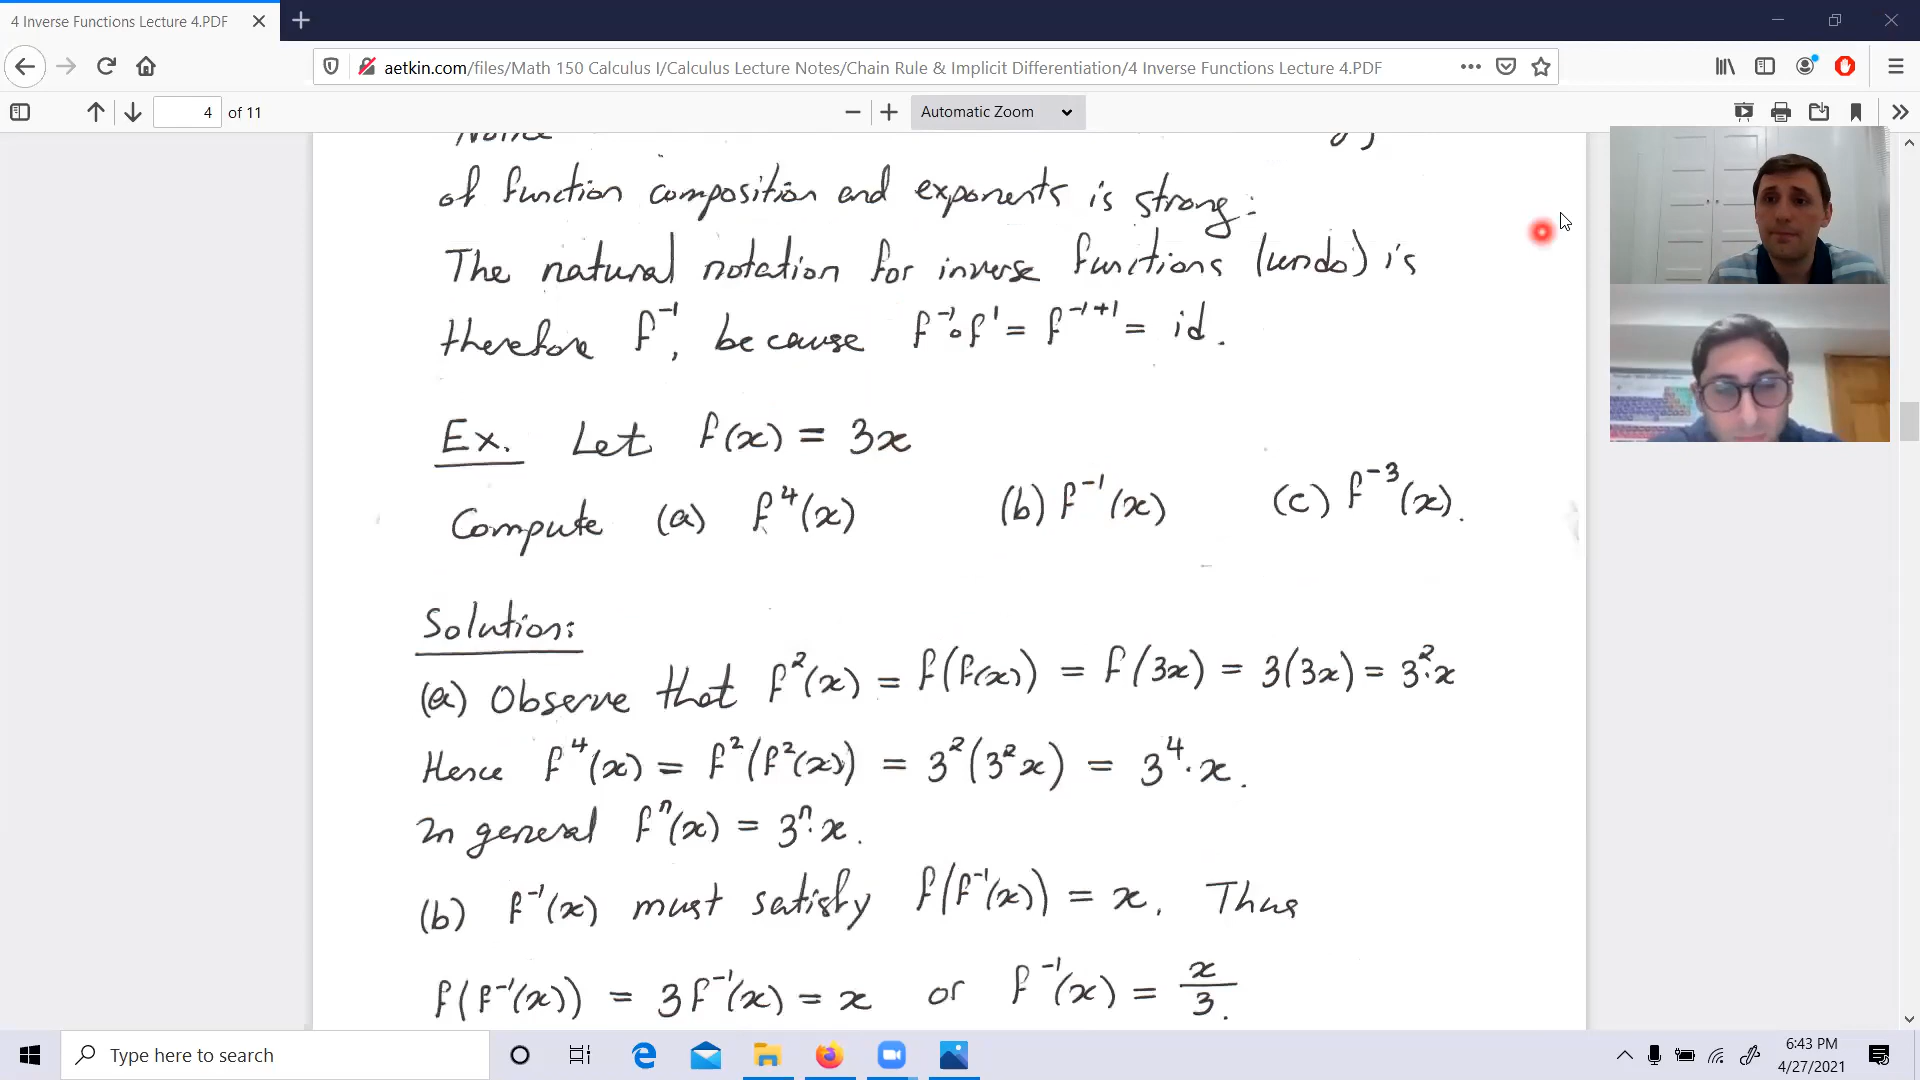 4 Inverse Functions Lecture 4.PDF
aetkin.com/files/Math 150 Calculus I/Calculus Lecture Notes/Chain Rule & Implicit Differentiation/4 Inverse Functions Lecture 4.PDF
4 of 11
Automatic Zoom
Notice
of function composition and exponents is strong:
The natural notation for inverse functions (undo) is
therefore f⁻¹, because f⁻¹∘f¹ = f⁻¹⁺¹ = id.
Ex. Let f(x) = 3x
Compute (a) f⁴(x) (b) f⁻¹(x) (c) f⁻³(x).
Solution:
(a) Observe that f²(x) = f(f(x)) = f(3x) = 3(3x) = 3²·x
Hence f⁴(x) = f²(f²(x)) = 3²(3²x) = 3⁴·x.
In general fⁿ(x) = 3ⁿ·x.
(b) f⁻¹(x) must satisfy f(f⁻¹(x)) = x. Thus
f(f⁻¹(x)) = 3f⁻¹(x) = x or f⁻¹(x) = x/3.
Type here to search
6:43 PM
4/27/2021